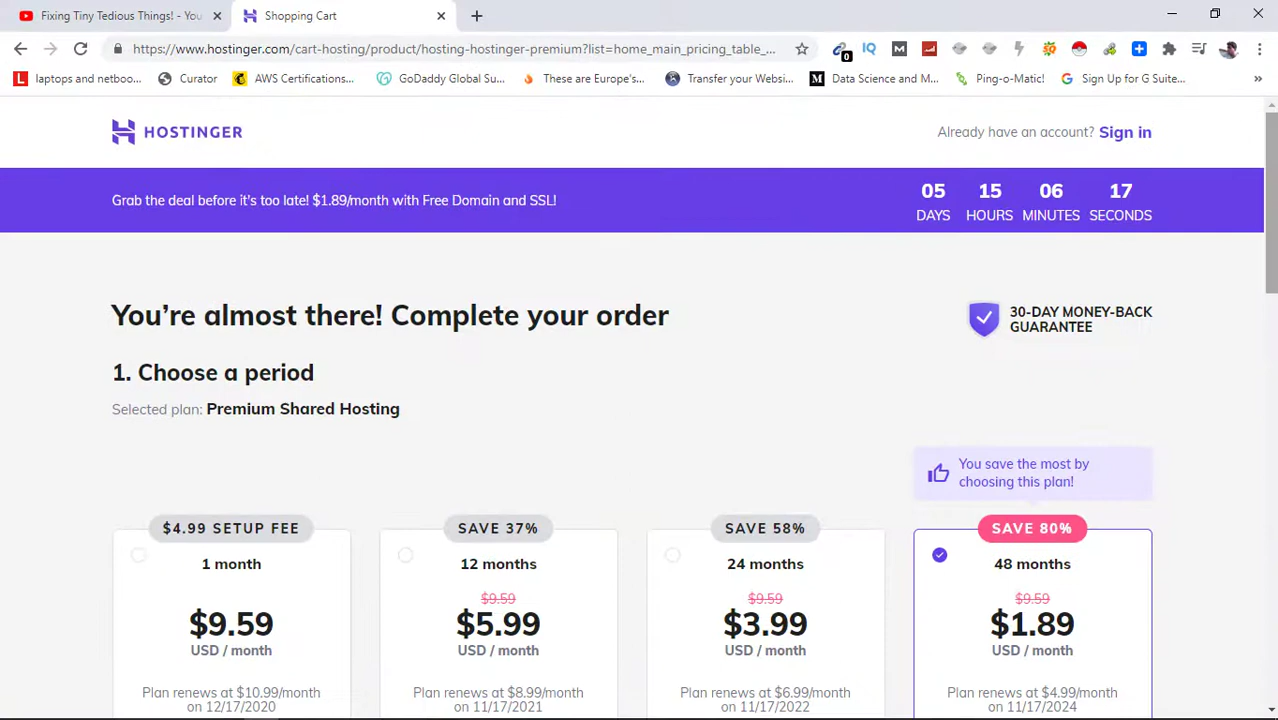 Fixing Tiny Tedious Things! - You
Shopping Cart
https://www.hostinger.com/cart-hosting/product/hosting-hostinger-premium?list=home_main_pricing_table_...
0
IQ
L laptops and netboo...
Curator
AWS Certifications...
GoDaddy Global Su...
These are Europe's...
Transfer your Websi...
Data Science and M...
Ping-o-Matic!
Sign Up for G Suite...
HOSTINGER
Already have an account? Sign in
Grab the deal before it's too late! $1.89/month with Free Domain and SSL!
05 15 06 17
DAYS HOURS MINUTES SECONDS
You're almost there! Complete your order
30-DAY MONEY-BACK
GUARANTEE
1. Choose a period
Selected plan: Premium Shared Hosting
You save the most by
choosing this plan!
$4.99 SETUP FEE
1 month
$9.59
USD / month
Plan renews at $10.99/month
on 12/17/2020
SAVE 37%
12 months
$9.59
$5.99
USD / month
Plan renews at $8.99/month
on 11/17/2021
SAVE 58%
24 months
$9.59
$3.99
USD / month
Plan renews at $6.99/month
on 11/17/2022
SAVE 80%
48 months
$9.59
$1.89
USD / month
Plan renews at $4.99/month
on 11/17/2024